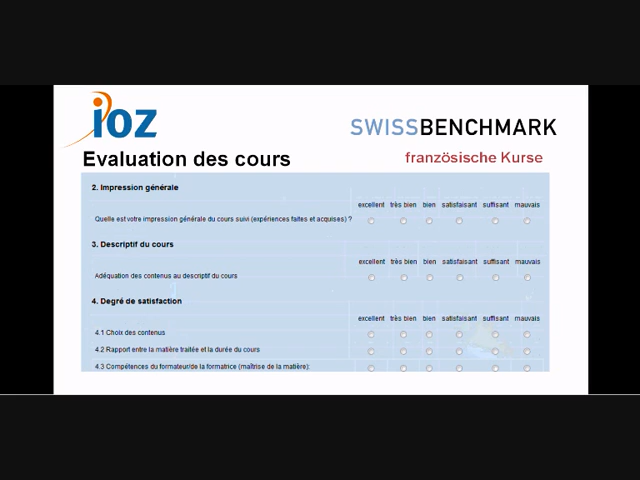 ioz
SWISSBENCHMARK
Evaluation des cours
französische Kurse
2. Impression générale
excellent très bien bien satisfaisant suffisant mauvais
Quelle est votre impression générale du cours suivi (expériences faites et acquises) ?
3. Descriptif du cours
excellent très bien bien satisfaisant suffisant mauvais
Adéquation des contenus au descriptif du cours
4. Degré de satisfaction
excellent très bien bien satisfaisant suffisant mauvais
4.1 Choix des contenus
4.2 Rapport entre la matière traitée et la durée du cours
4.3 Compétences du formateur/de la formatrice (maîtrise de la matière):